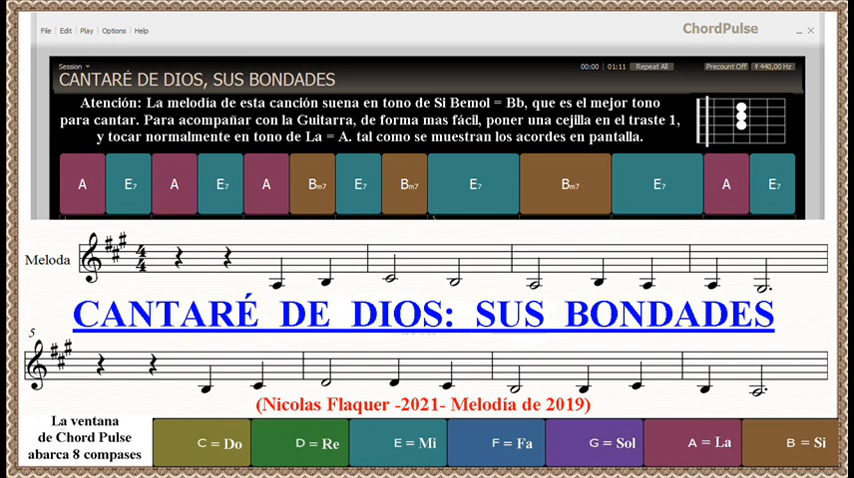 File Edit Play Options Help
ChordPulse
Session
00:00 01:11 Repeat All Precount Off 440,00 Hz
CANTARÉ DE DIOS, SUS BONDADES
Atención: La melodía de esta canción suena en tono de Si Bemol = Bb, que es el mejor tono
para cantar. Para acompañar con la Guitarra, de forma mas fácil, poner una cejilla en el traste 1,
y tocar normalmente en tono de La = A. tal como se muestran los acordes en pantalla.
A E7 A E7 A Bm7 E7 Bm7 E7 Bm7 E7 A E7
Meloda
4
4
CANTARÉ DE DIOS: SUS BONDADES
5
(Nicolas Flaquer -2021- Melodía de 2019)
La ventana
de Chord Pulse
abarca 8 compases
C = Do D = Re E = Mi F = Fa G = Sol A = La B = Si